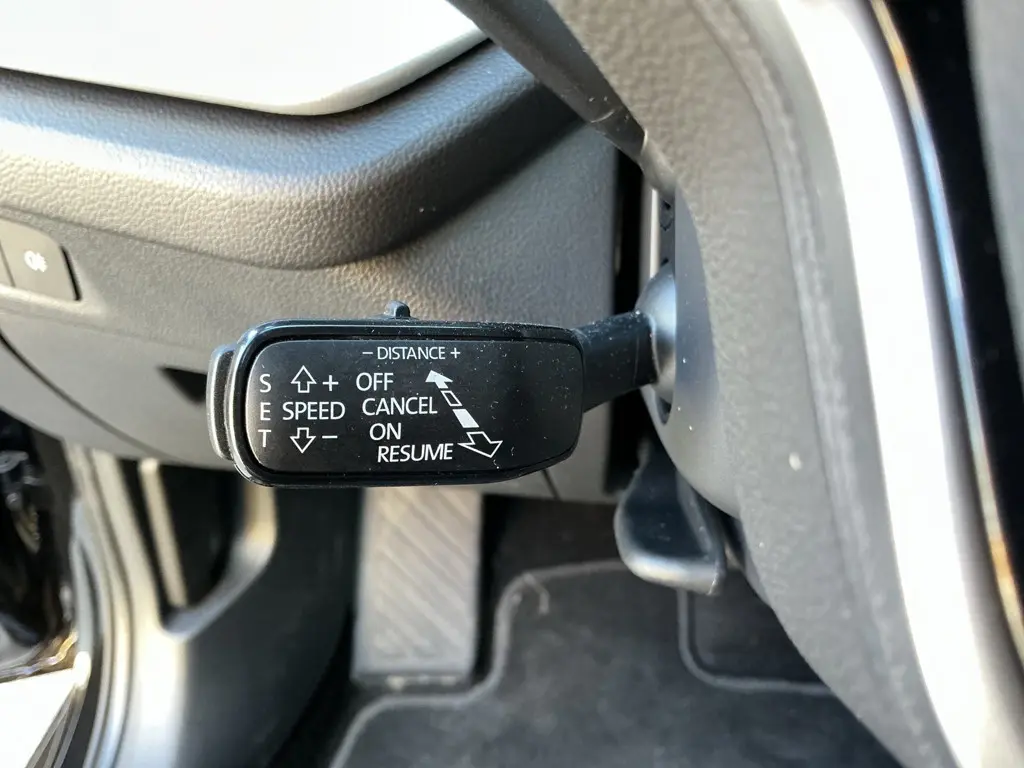 − DISTANCE +
S + OFF
E SPEED CANCEL
T − ON
RESUME